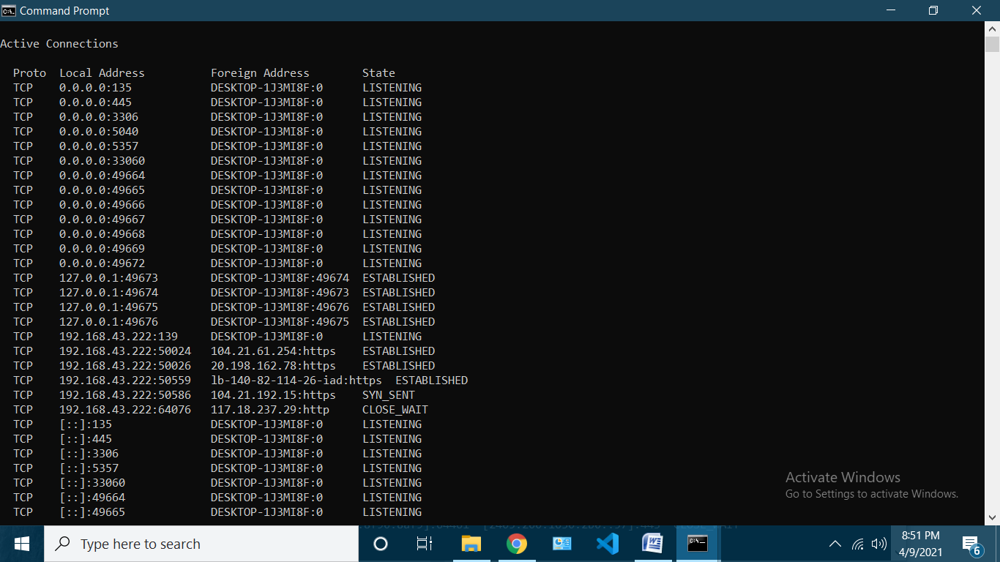 Command Prompt
Active Connections
Proto  Local Address          Foreign Address        State
TCP    0.0.0.0:135            DESKTOP-1J3MI8F:0      LISTENING
TCP    0.0.0.0:445            DESKTOP-1J3MI8F:0      LISTENING
TCP    0.0.0.0:3306           DESKTOP-1J3MI8F:0      LISTENING
TCP    0.0.0.0:5040           DESKTOP-1J3MI8F:0      LISTENING
TCP    0.0.0.0:5357           DESKTOP-1J3MI8F:0      LISTENING
TCP    0.0.0.0:33060          DESKTOP-1J3MI8F:0      LISTENING
TCP    0.0.0.0:49664          DESKTOP-1J3MI8F:0      LISTENING
TCP    0.0.0.0:49665          DESKTOP-1J3MI8F:0      LISTENING
TCP    0.0.0.0:49666          DESKTOP-1J3MI8F:0      LISTENING
TCP    0.0.0.0:49667          DESKTOP-1J3MI8F:0      LISTENING
TCP    0.0.0.0:49668          DESKTOP-1J3MI8F:0      LISTENING
TCP    0.0.0.0:49669          DESKTOP-1J3MI8F:0      LISTENING
TCP    0.0.0.0:49672          DESKTOP-1J3MI8F:0      LISTENING
TCP    127.0.0.1:49673        DESKTOP-1J3MI8F:49674  ESTABLISHED
TCP    127.0.0.1:49674        DESKTOP-1J3MI8F:49673  ESTABLISHED
TCP    127.0.0.1:49675        DESKTOP-1J3MI8F:49676  ESTABLISHED
TCP    127.0.0.1:49676        DESKTOP-1J3MI8F:49675  ESTABLISHED
TCP    192.168.43.222:139     DESKTOP-1J3MI8F:0      LISTENING
TCP    192.168.43.222:50024   104.21.61.254:https    ESTABLISHED
TCP    192.168.43.222:50026   20.198.162.78:https    ESTABLISHED
TCP    192.168.43.222:50559   lb-140-82-114-26-iad:https  ESTABLISHED
TCP    192.168.43.222:50586   104.21.192.15:https    SYN_SENT
TCP    192.168.43.222:64076   117.18.237.29:http     CLOSE_WAIT
TCP    [::]:135               DESKTOP-1J3MI8F:0      LISTENING
TCP    [::]:445               DESKTOP-1J3MI8F:0      LISTENING
TCP    [::]:3306              DESKTOP-1J3MI8F:0      LISTENING
TCP    [::]:5357              DESKTOP-1J3MI8F:0      LISTENING
TCP    [::]:33060             DESKTOP-1J3MI8F:0      LISTENING
TCP    [::]:49664             DESKTOP-1J3MI8F:0      LISTENING
TCP    [::]:49665             DESKTOP-1J3MI8F:0      LISTENING
Activate Windows
Go to Settings to activate Windows.
Type here to search
8:51 PM
4/9/2021
6